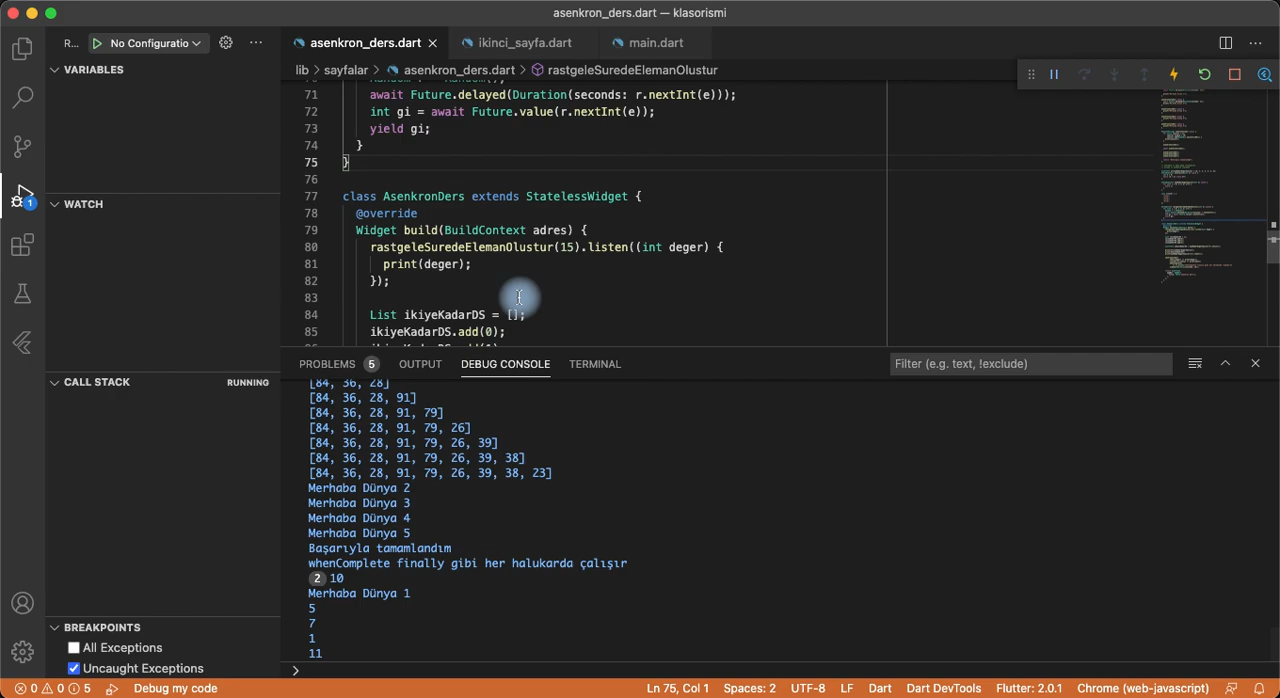 asenkron_ders.dart — klasorismi
R... No Configuratio
asenkron_ders.dart
ikinci_sayfa.dart
main.dart
VARIABLES
lib > sayfalar > asenkron_ders.dart > rastgeleSuredeElemanOlustur
71 await Future.delayed(Duration(seconds: r.nextInt(e)));
72 int gi = await Future.value(r.nextInt(e));
73 yield gi;
74 }
75 }
76
77 class AsenkronDers extends StatelessWidget {
78 @override
79 Widget build(BuildContext adres) {
80 rastgeleSuredeElemanOlustur(15).listen((int deger) {
81 print(deger);
82 });
83
84 List ikiyeKadarDS = [];
85 ikiyeKadarDS.add(0);
WATCH
CALL STACK
RUNNING
BREAKPOINTS
All Exceptions
Uncaught Exceptions
1
PROBLEMS 5 OUTPUT DEBUG CONSOLE TERMINAL
Filter (e.g. text, !exclude)
[84, 36, 28]
[84, 36, 28, 91]
[84, 36, 28, 91, 79]
[84, 36, 28, 91, 79, 26]
[84, 36, 28, 91, 79, 26, 39]
[84, 36, 28, 91, 79, 26, 39, 38]
[84, 36, 28, 91, 79, 26, 39, 38, 23]
Merhaba Dünya 2
Merhaba Dünya 3
Merhaba Dünya 4
Merhaba Dünya 5
Başarıyla tamamlandım
whenComplete finally gibi her halukarda çalışır
2 10
Merhaba Dünya 1
5
7
1
11
>
0 0 5 Debug my code
Ln 75, Col 1 Spaces: 2 UTF-8 LF Dart Dart DevTools Flutter: 2.0.1 Chrome (web-javascript)